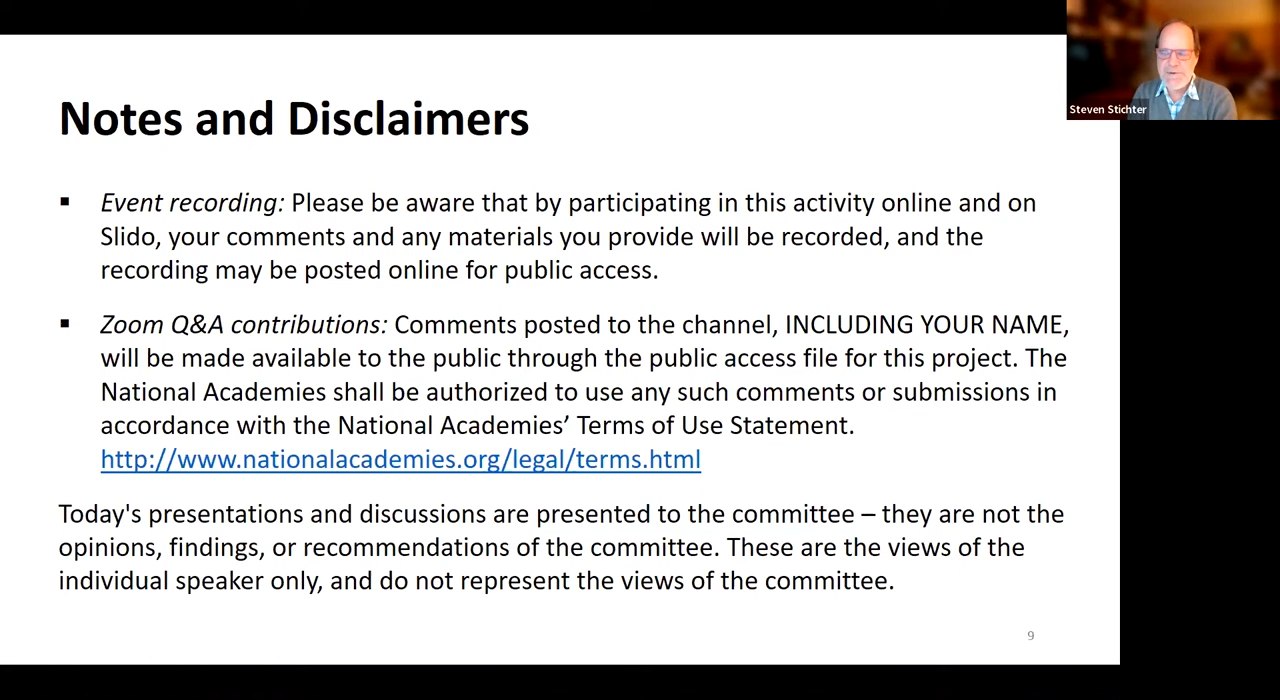 Steven Stichter
Notes and Disclaimers
▪ Event recording: Please be aware that by participating in this activity online and on
Slido, your comments and any materials you provide will be recorded, and the
recording may be posted online for public access.
▪ Zoom Q&A contributions: Comments posted to the channel, INCLUDING YOUR NAME,
will be made available to the public through the public access file for this project. The
National Academies shall be authorized to use any such comments or submissions in
accordance with the National Academies’ Terms of Use Statement.
http://www.nationalacademies.org/legal/terms.html
Today's presentations and discussions are presented to the committee – they are not the
opinions, findings, or recommendations of the committee. These are the views of the
individual speaker only, and do not represent the views of the committee.
9